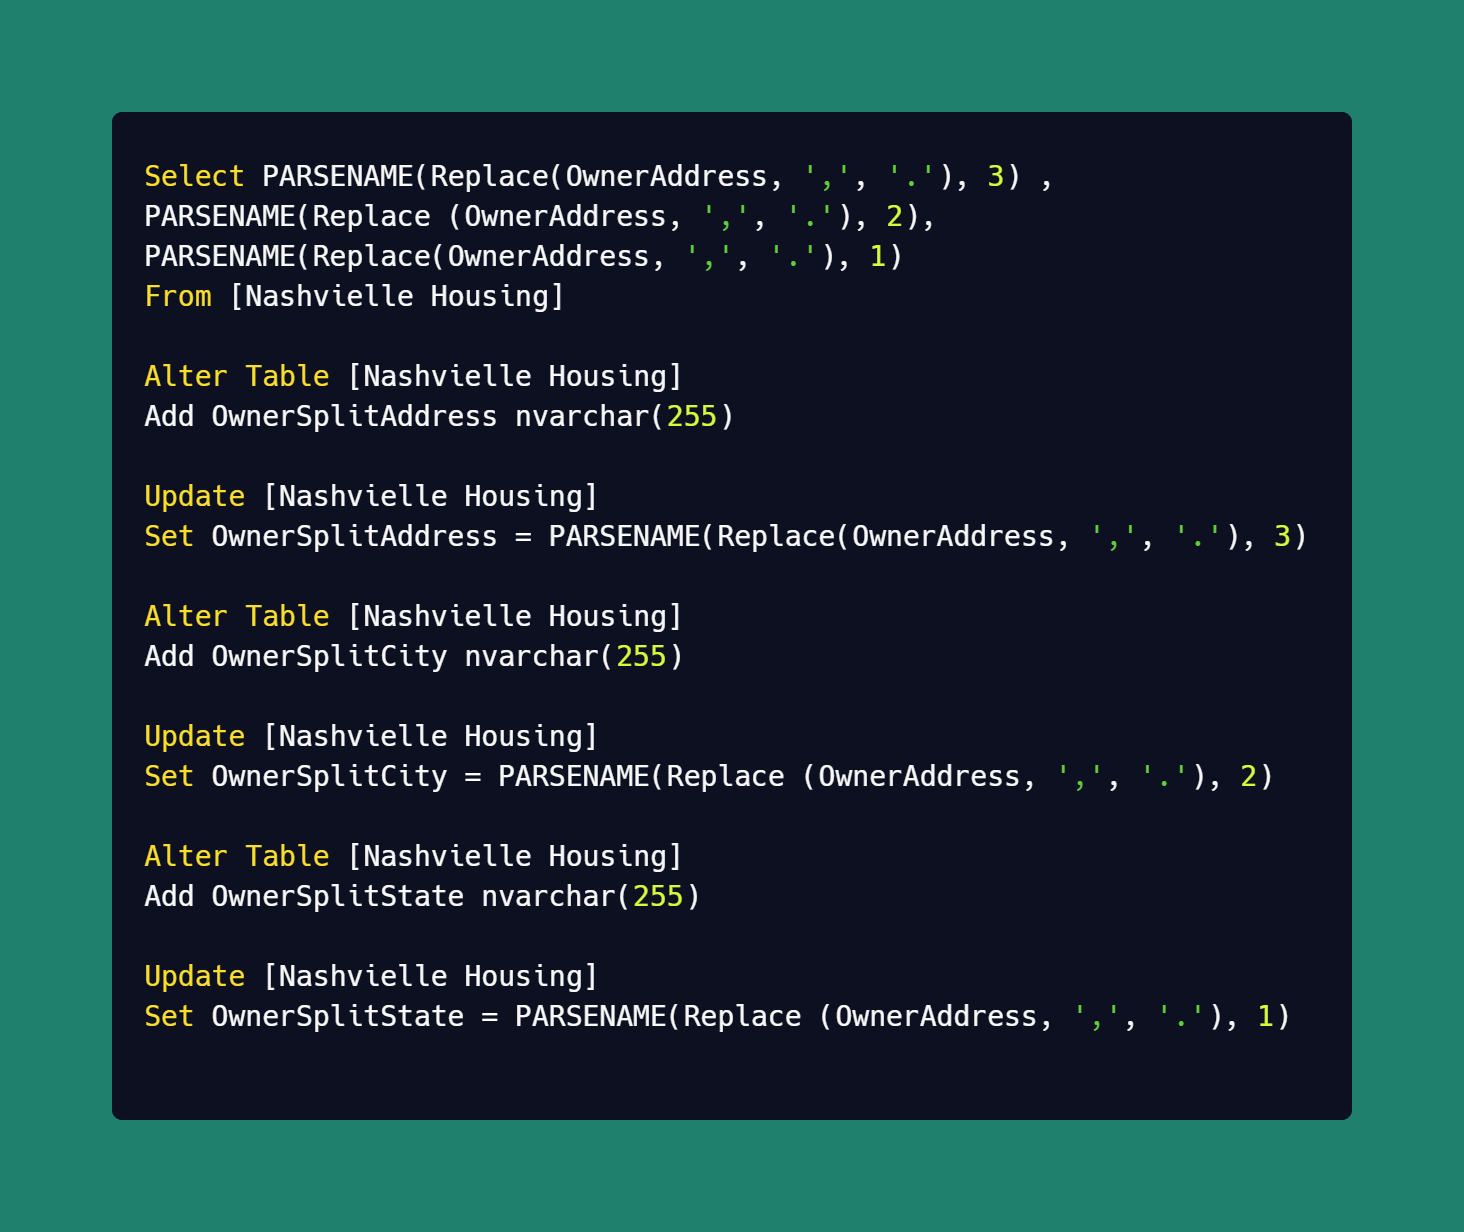 Select PARSENAME(Replace(OwnerAddress, ',', '.'), 3) ,
PARSENAME(Replace (OwnerAddress, ',', '.'), 2),
PARSENAME(Replace(OwnerAddress, ',', '.'), 1)
From [Nashvielle Housing]
Alter Table [Nashvielle Housing]
Add OwnerSplitAddress nvarchar(255)
Update [Nashvielle Housing]
Set OwnerSplitAddress = PARSENAME(Replace(OwnerAddress, ',', '.'), 3)
Alter Table [Nashvielle Housing]
Add OwnerSplitCity nvarchar(255)
Update [Nashvielle Housing]
Set OwnerSplitCity = PARSENAME(Replace (OwnerAddress, ',', '.'), 2)
Alter Table [Nashvielle Housing]
Add OwnerSplitState nvarchar(255)
Update [Nashvielle Housing]
Set OwnerSplitState = PARSENAME(Replace (OwnerAddress, ',', '.'), 1)